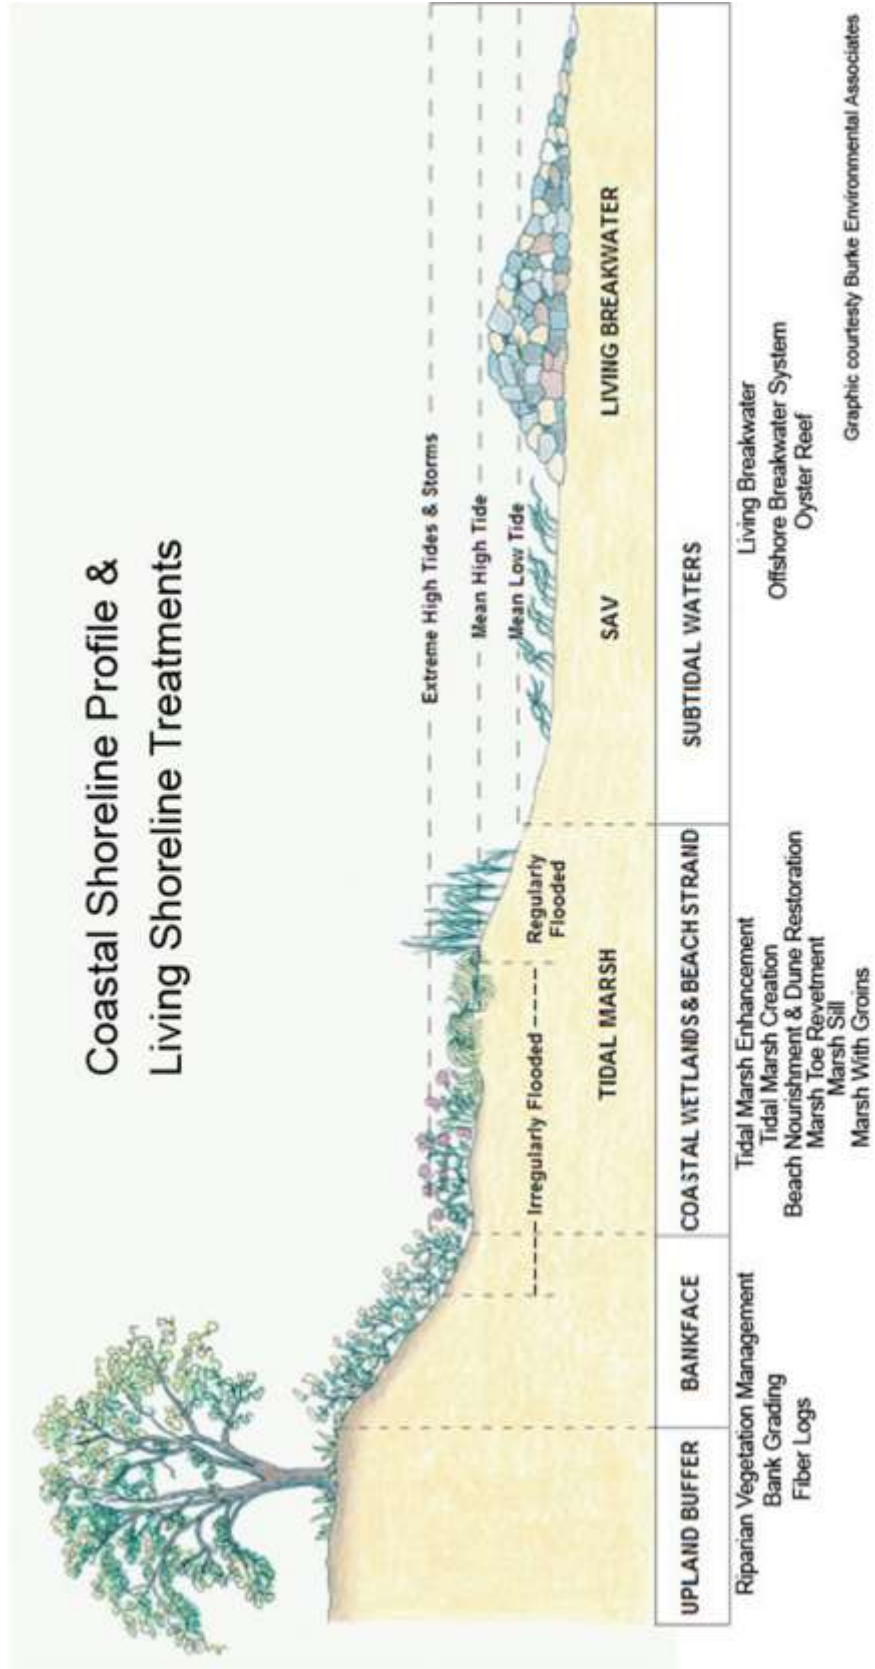 Coastal Shoreline Profile &
Living Shoreline Treatments
Extreme High Tides & Storms
Mean High Tide
Mean Low Tide
Regularly
Flooded
Irregularly Flooded
TIDAL MARSH
SAV
LIVING BREAKWATER
UPLAND BUFFER
BANKFACE
COASTAL WETLANDS & BEACH STRAND
SUBTIDAL WATERS
Riparian Vegetation Management
Bank Grading
Fiber Logs
Tidal Marsh Enhancement
Tidal Marsh Creation
Beach Nourishment & Dune Restoration
Marsh Toe Revetment
Marsh Sill
Marsh With Groins
Living Breakwater
Offshore Breakwater System
Oyster Reef
Graphic courtesty Burke Environmental Associates